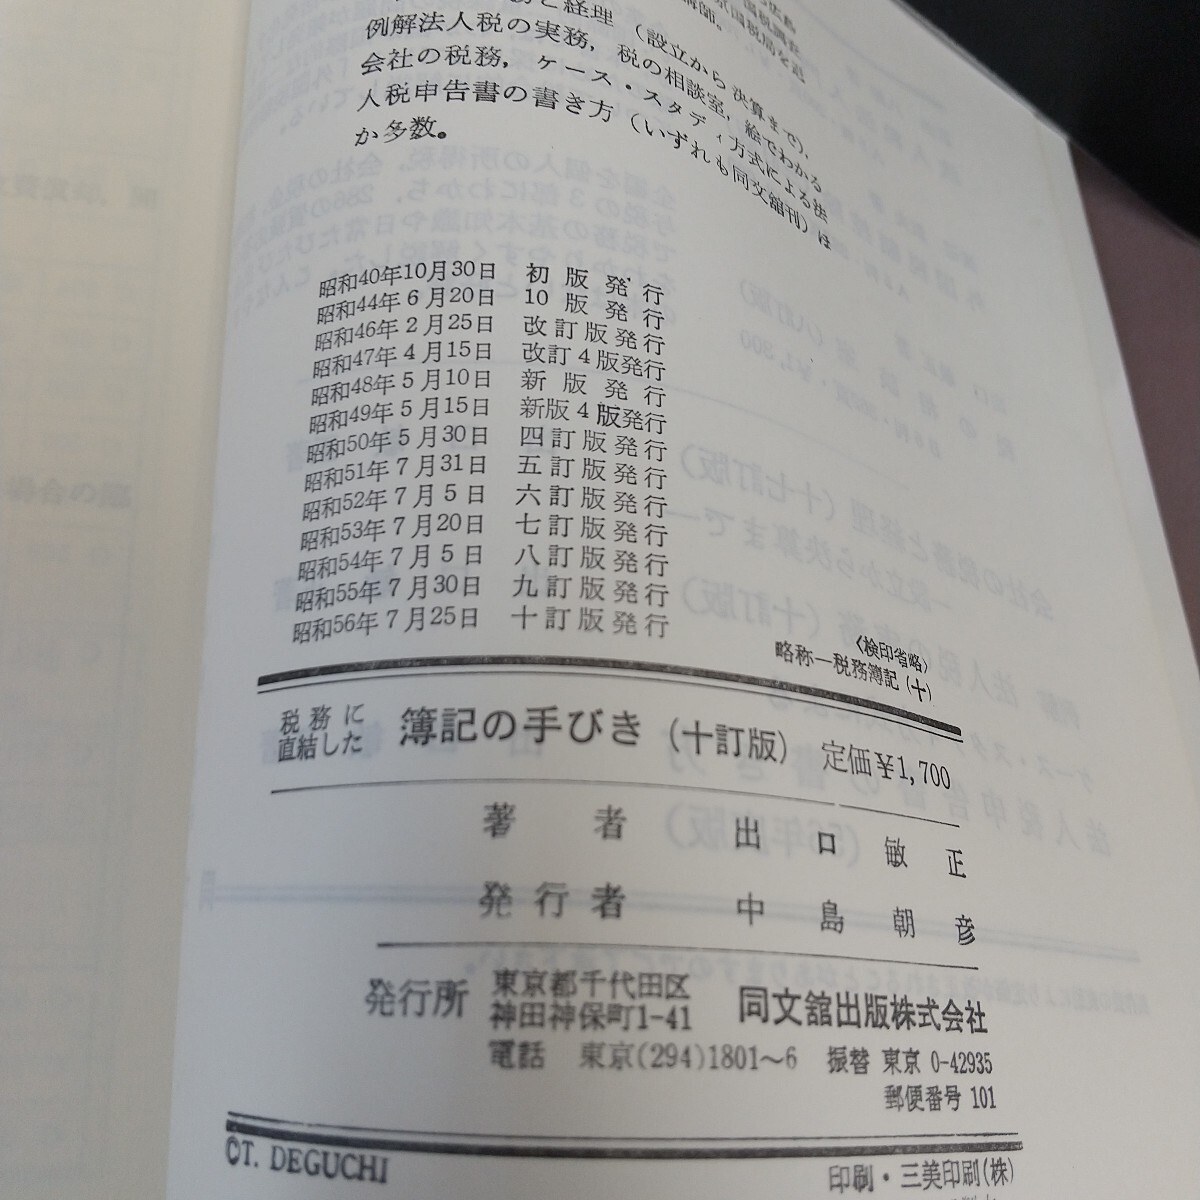 例解法人税の実務，税の相談室，絵でわかる
会社の税務，ケース・スタディ方式による法
人税申告書の書き方（いずれも同文舘刊）ほ
か多数。
昭和40年10月30日 初版発行
昭和44年6月20日 10版発行
昭和46年2月25日 改訂版発行
昭和47年4月15日 改訂4版発行
昭和48年5月10日 新版発行
昭和49年5月15日 新版4版発行
昭和50年5月30日 四訂版発行
昭和51年7月31日 五訂版発行
昭和52年7月5日 六訂版発行
昭和53年7月20日 七訂版発行
昭和54年7月5日 八訂版発行
昭和55年7月30日 九訂版発行
昭和56年7月25日 十訂版発行
〈検印省略〉
略称―税務簿記（十）
税務に直結した 簿記の手びき（十訂版） 定価￥1,700
著者 出口敏正
発行者 中島朝彦
発行所 東京都千代田区神田神保町1-41 同文舘出版株式会社
電話 東京(294)1801～6 振替 東京 0-42935
郵便番号 101
©T. DEGUCHI
印刷・三美印刷(株)